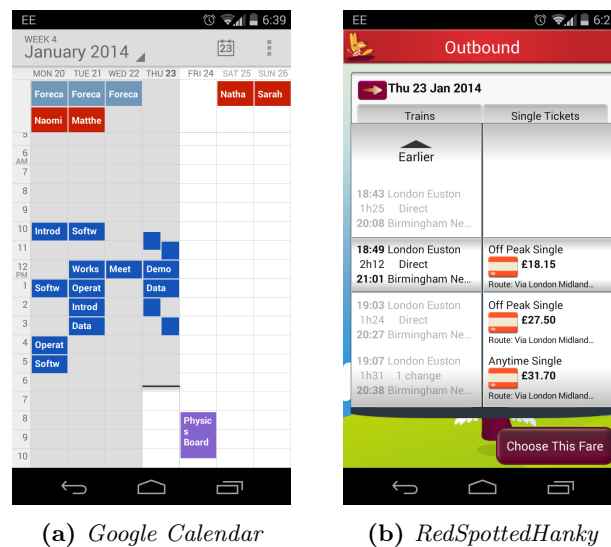 EE 6:39
WEEK 4
January 2014 23
MON 20 TUE 21 WED 22 THU 23 FRI 24 SAT 25 SUN 26
Foreca Foreca Foreca Natha Sarah
Naomi Matthe
5
6
AM
7
8
9
10 Introd Softw
11
12 Works Meet Demo
PM
1 Softw Operat Data
2 Introd
3 Data
4 Operat
5 Softw
6
7
8 Physic
s
9 Board
10
(a) Google Calendar
EE 6:2
Outbound
Thu 23 Jan 2014
Trains Single Tickets
Earlier
18:43 London Euston
1h25 Direct
20:08 Birmingham Ne...
18:49 London Euston Off Peak Single
2h12 Direct £18.15
21:01 Birmingham Ne... Route: Via London Midland...
19:03 London Euston Off Peak Single
1h24 Direct £27.50
20:27 Birmingham Ne... Route: Via London Midland...
19:07 London Euston Anytime Single
1h31 1 change £31.70
20:38 Birmingham Ne... Route: Via London Midland...
Choose This Fare
(b) RedSpottedHanky